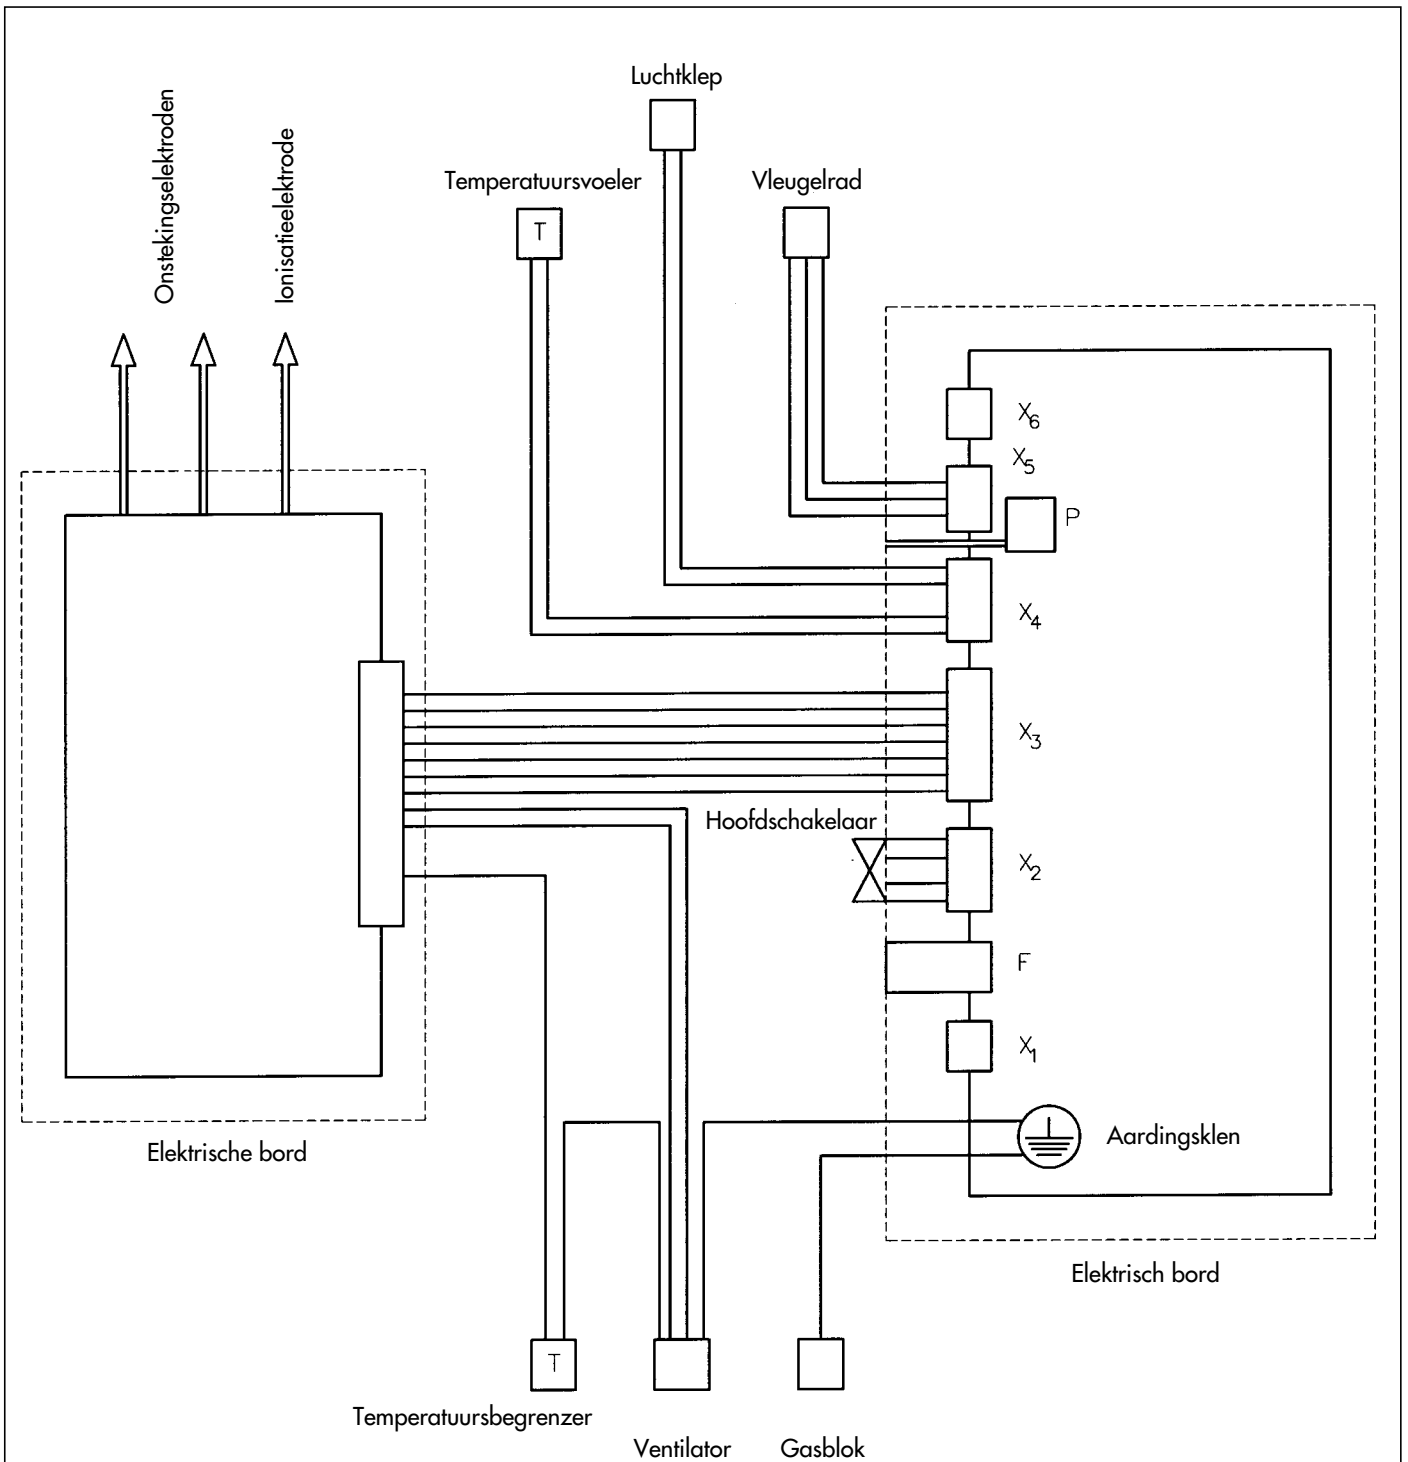 Luchtklep
Onstekingselektroden
Ionisatieelektrode
Temperatuursvoeler
Vleugelrad
T
X6
X5
P
X4
X3
Hoofdschakelaar
X2
F
X1
Aardingsklen
Elektrische bord
Elektrisch bord
T
Temperatuursbegrenzer
Ventilator
Gasblok